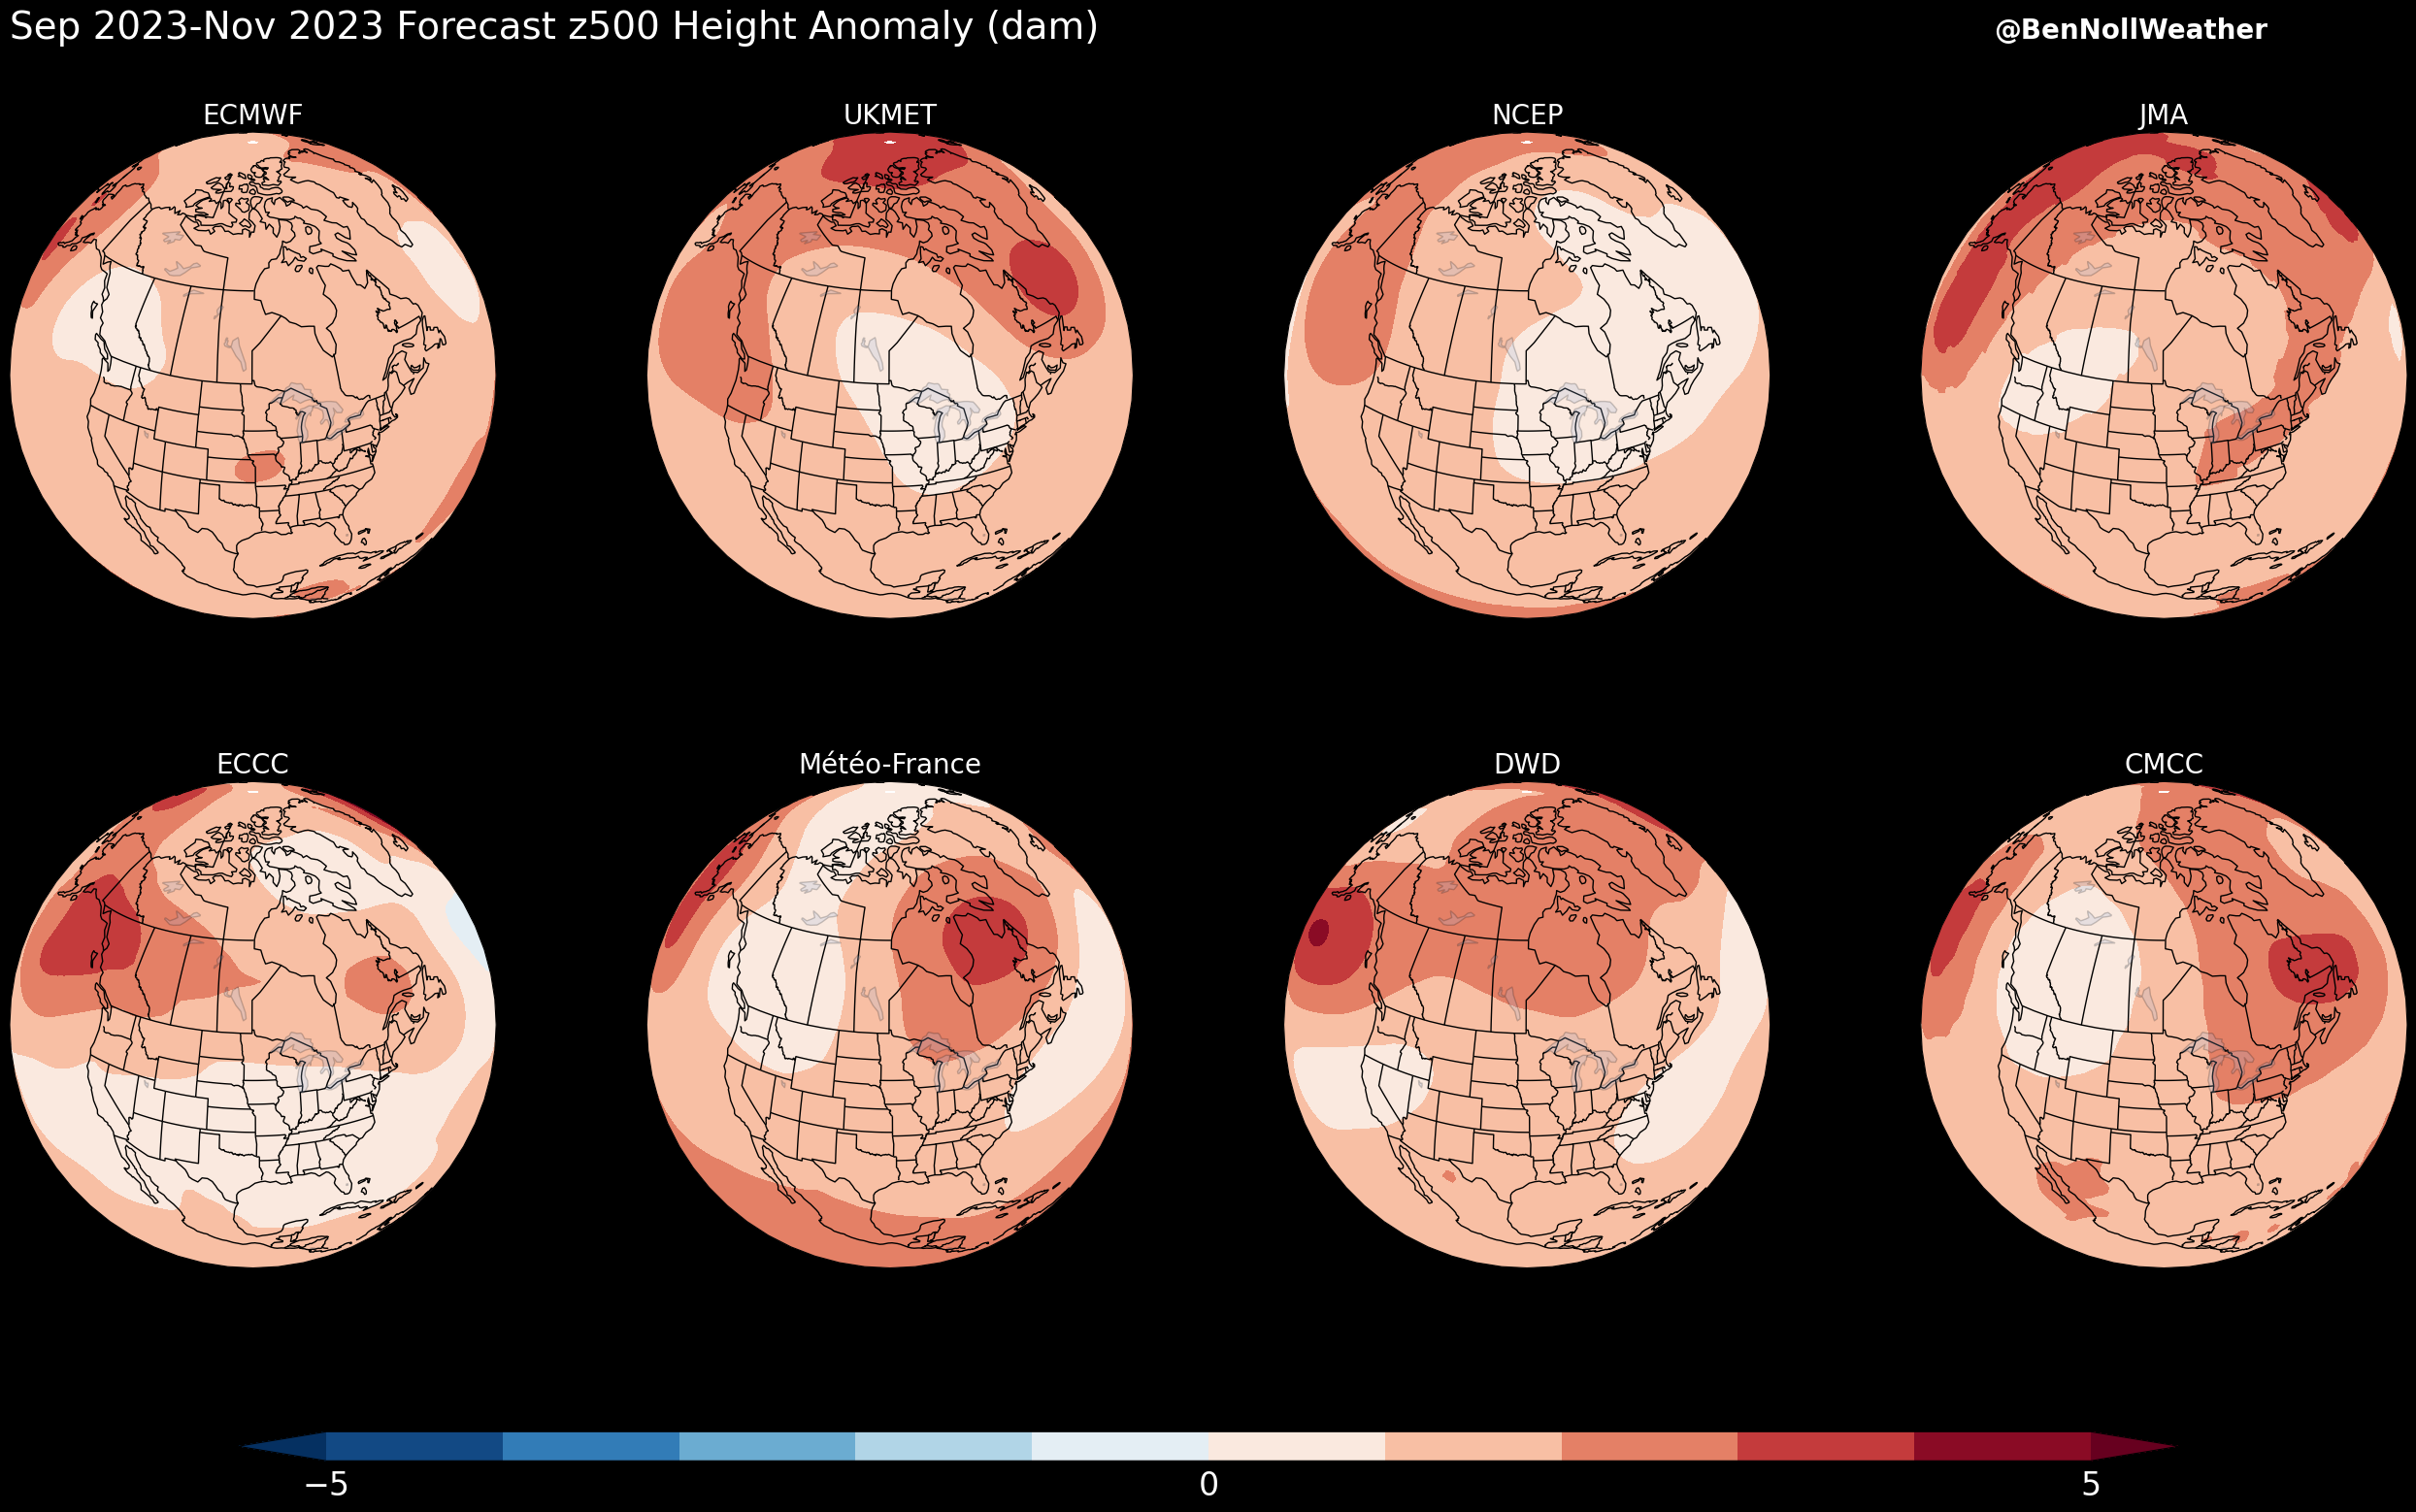 Sep 2023-Nov 2023 Forecast z500 Height Anomaly (dam)
@BenNollWeather
ECMWF
UKMET
NCEP
JMA
ECCC
Météo-France
DWD
CMCC
−5
0
5